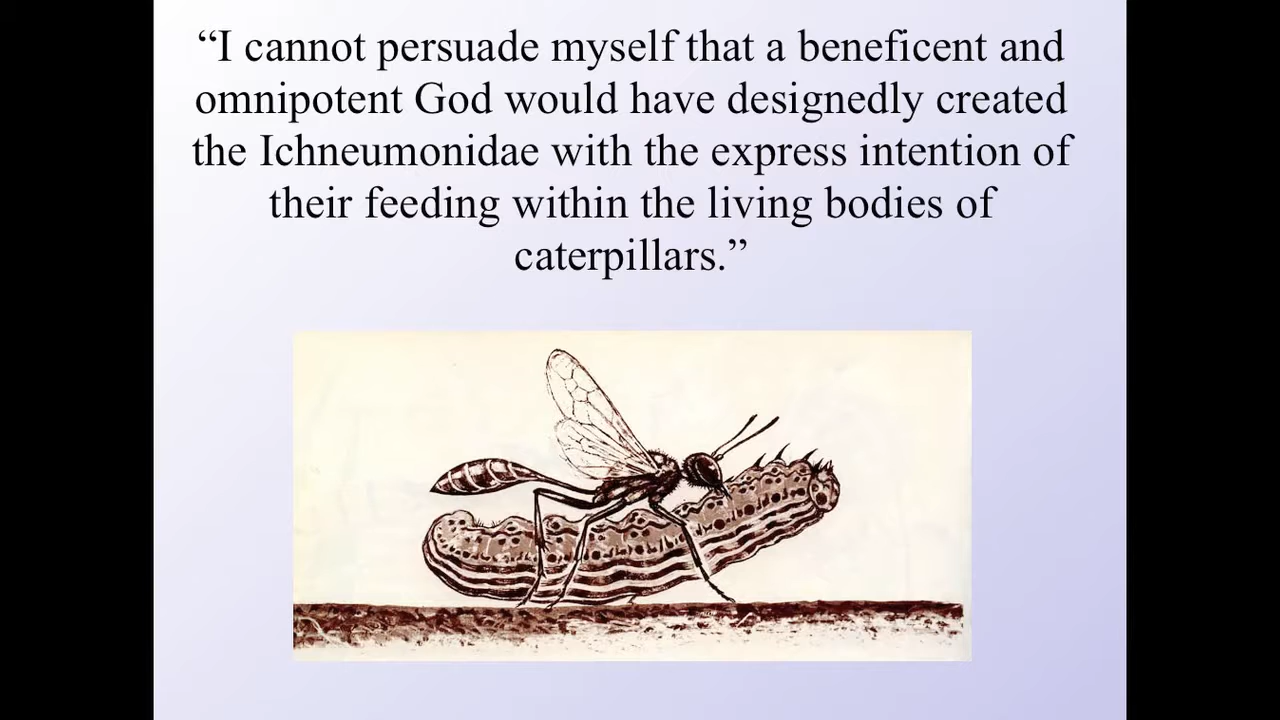 “I cannot persuade myself that a beneficent and
omnipotent God would have designedly created
the Ichneumonidae with the express intention of
their feeding within the living bodies of
caterpillars.”